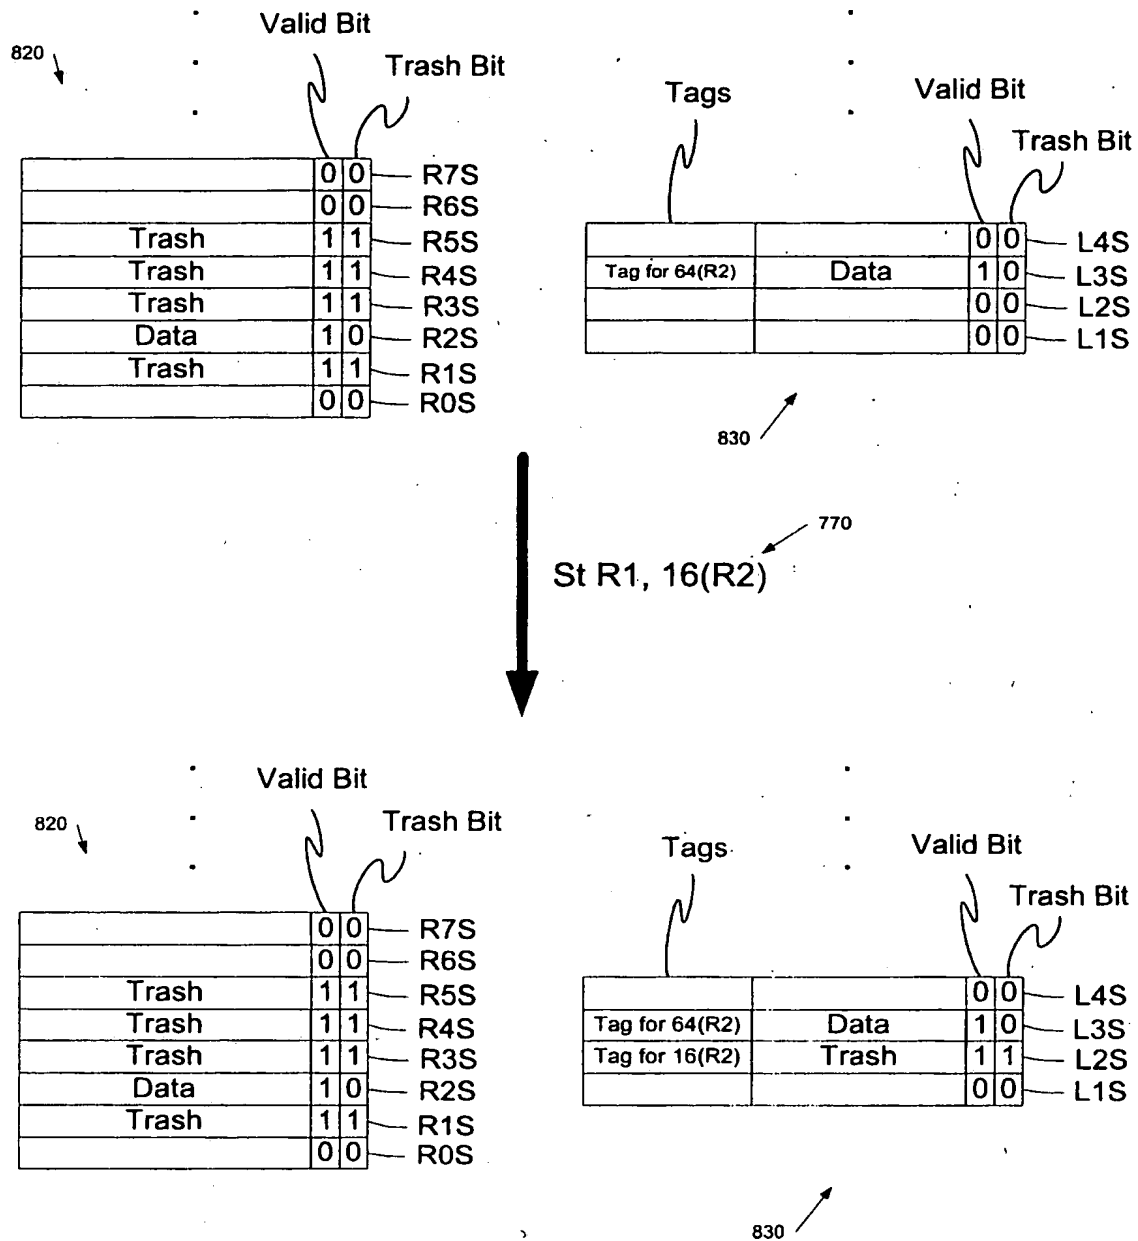 Valid Bit
820
Trash Bit
Tags
Valid Bit
Trash Bit
0 0 R7S
0 0 R6S
Trash 1 1 R5S
Trash 1 1 R4S
Trash 1 1 R3S
Data 1 0 R2S
Trash 1 1 R1S
0 0 R0S
0 0 L4S
Tag for 64(R2) Data 1 0 L3S
0 0 L2S
0 0 L1S
830
770
St R1, 16(R2)
Valid Bit
820
Trash Bit
Tags
Valid Bit
Trash Bit
0 0 R7S
0 0 R6S
Trash 1 1 R5S
Trash 1 1 R4S
Trash 1 1 R3S
Data 1 0 R2S
Trash 1 1 R1S
0 0 R0S
0 0 L4S
Tag for 64(R2) Data 1 0 L3S
Tag for 16(R2) Trash 1 1 L2S
0 0 L1S
830